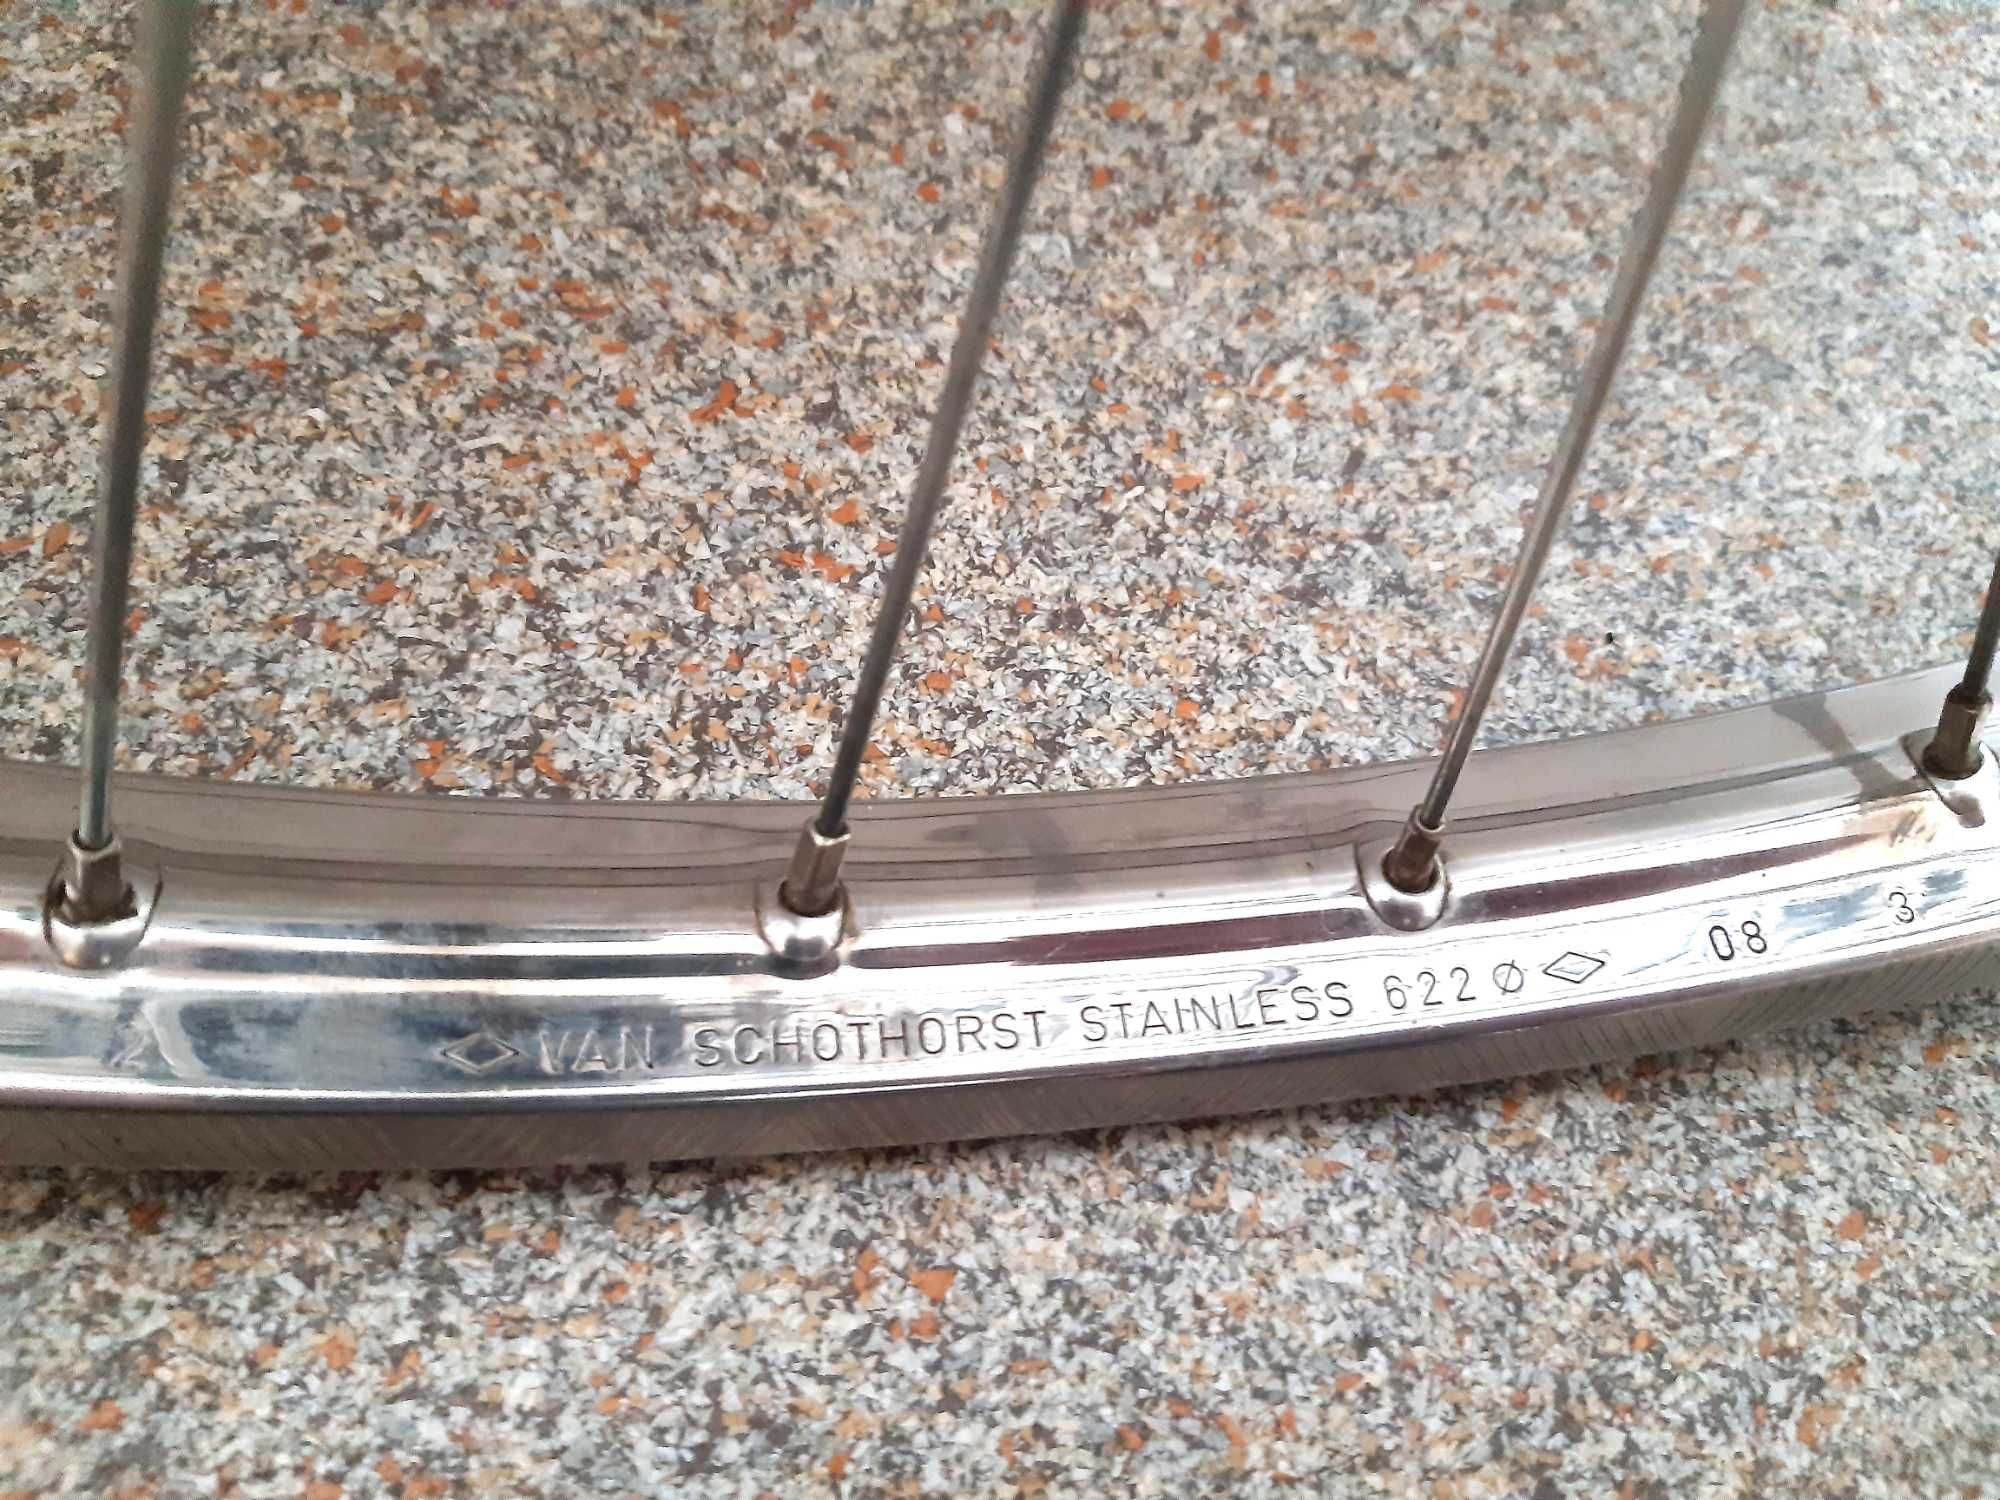 VAN SCHOTHORST STAINLESS 622 Ø 08 3